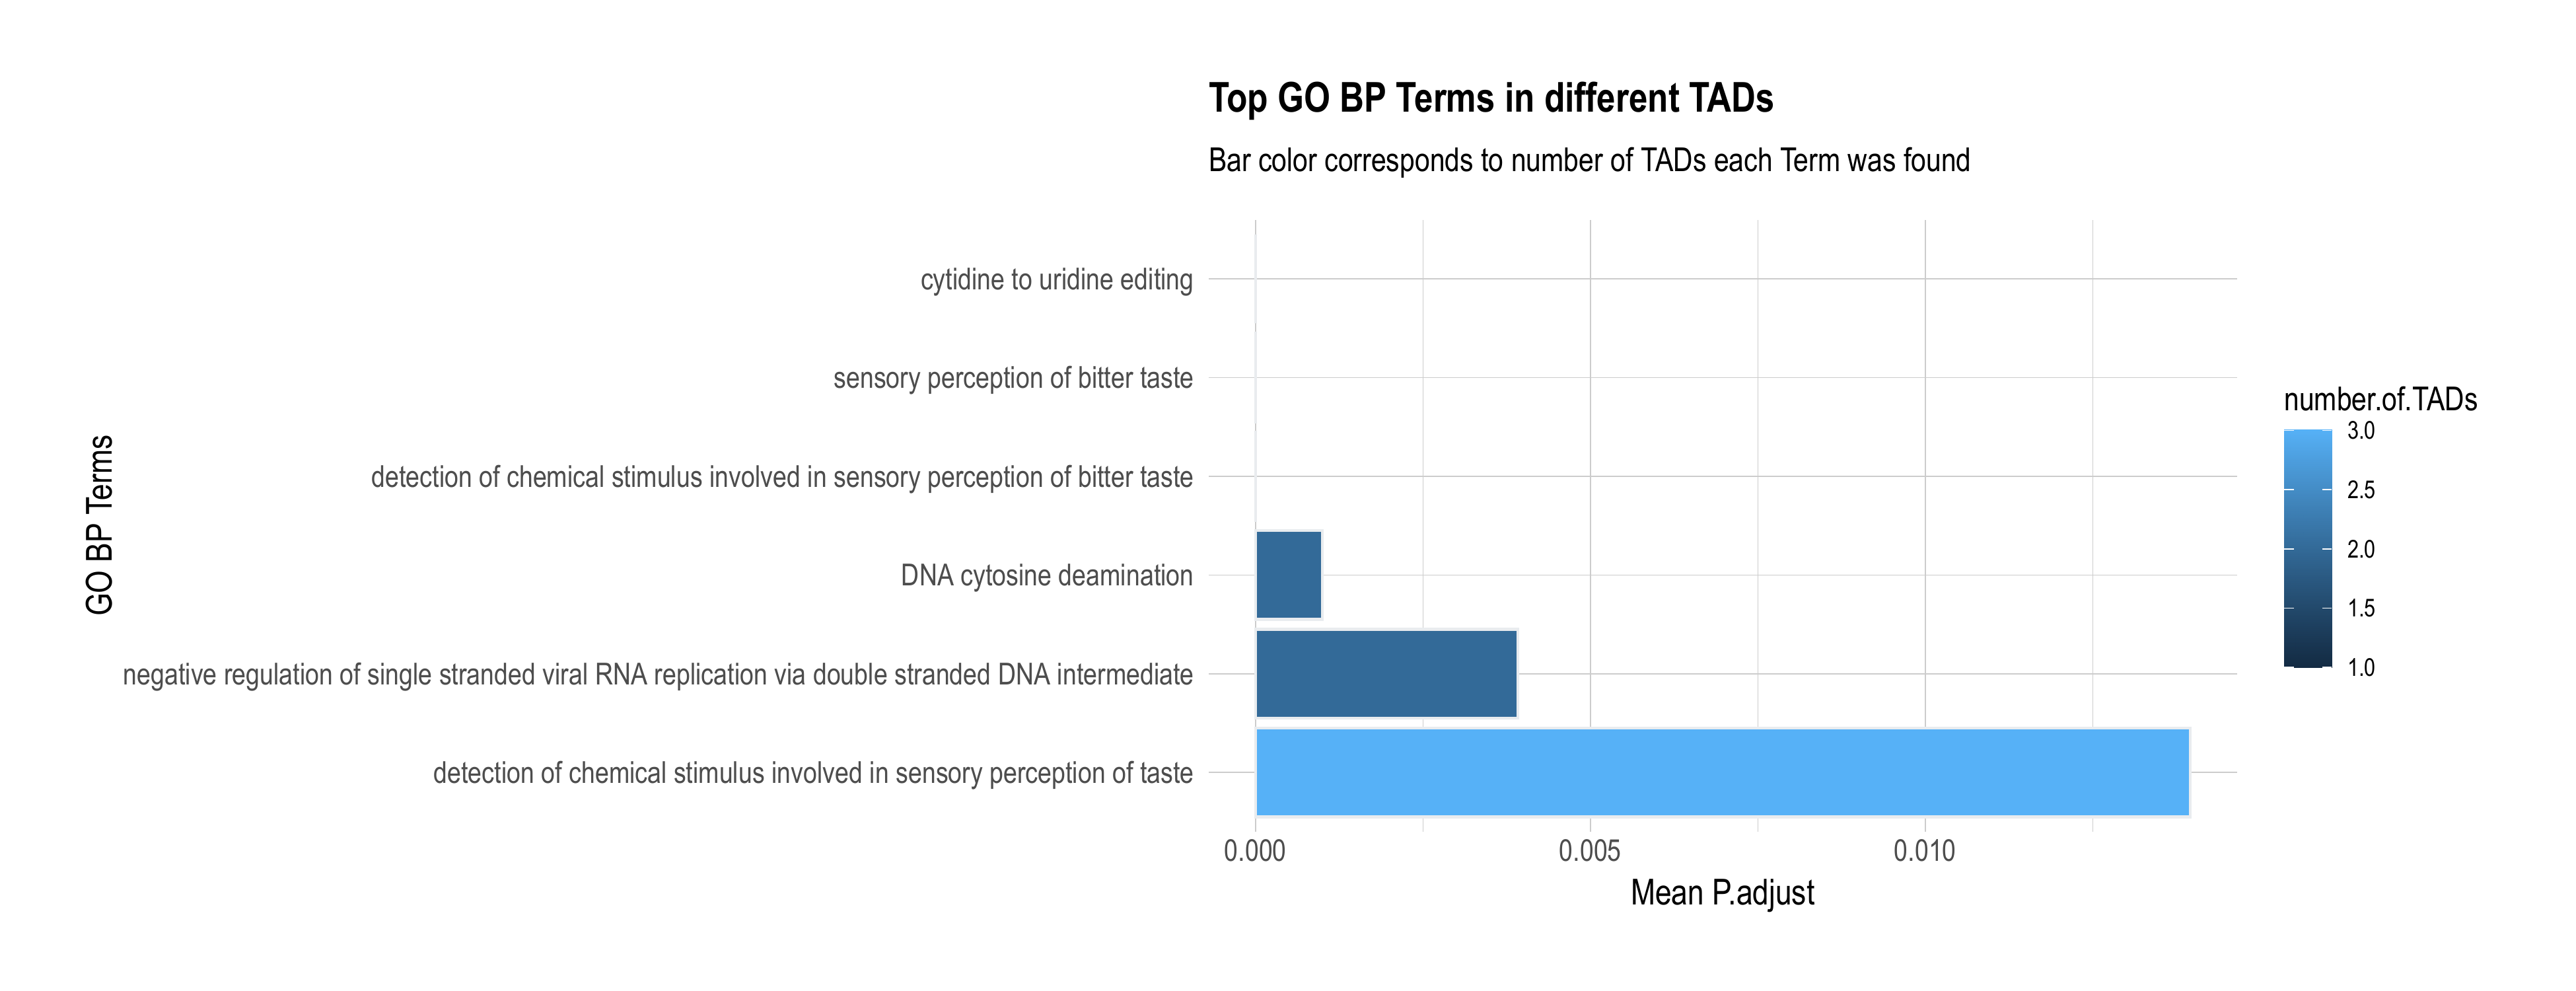 Top GO BP Terms in different TADs
Bar color corresponds to number of TADs each Term was found
GO BP Terms
cytidine to uridine editing
sensory perception of bitter taste
detection of chemical stimulus involved in sensory perception of bitter taste
DNA cytosine deamination
negative regulation of single stranded viral RNA replication via double stranded DNA intermediate
detection of chemical stimulus involved in sensory perception of taste
0.000 0.005 0.010
Mean P.adjust
number.of.TADs
3.0
2.5
2.0
1.5
1.0